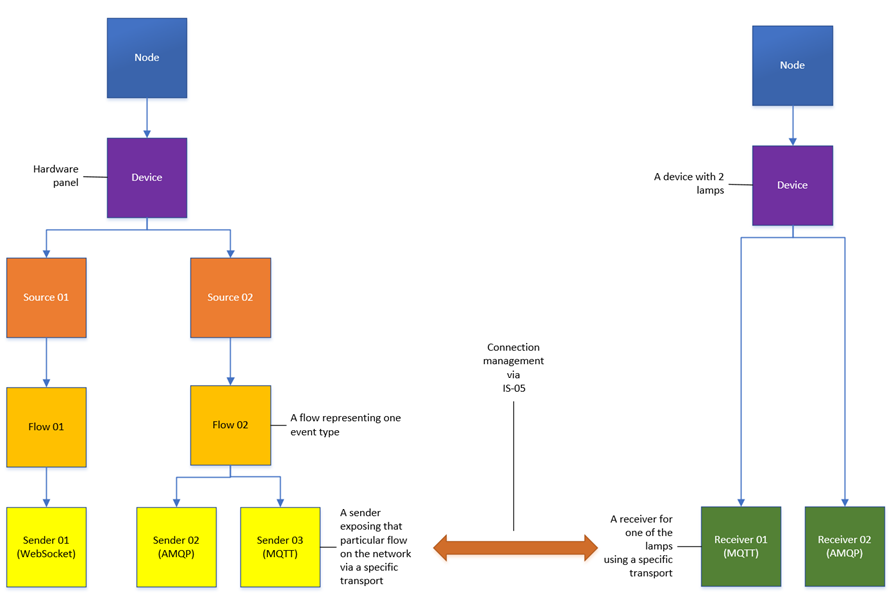 Node
Node
Hardware
panel
Device
A device with 2
lamps
Device
Source 01
Source 02
Connection
management
via
IS-05
Flow 01
Flow 02
A flow representing one
event type
Sender 01
(WebSocket)
Sender 02
(AMQP)
Sender 03
(MQTT)
A sender
exposing that
particular flow
on the network
via a specific
transport
A receiver for
one of the
lamps
using a specific
transport
Receiver 01
(MQTT)
Receiver 02
(AMQP)